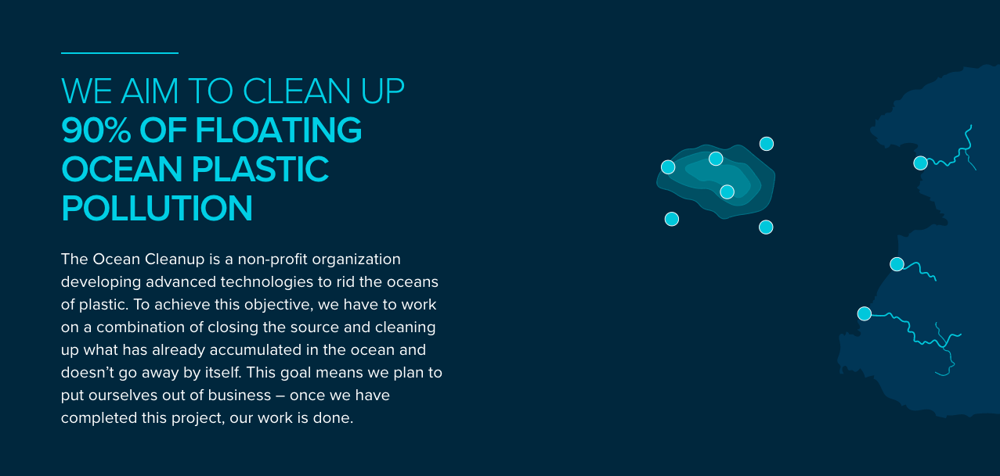 WE AIM TO CLEAN UP
90% OF FLOATING
OCEAN PLASTIC
POLLUTION
The Ocean Cleanup is a non-profit organization
developing advanced technologies to rid the oceans
of plastic. To achieve this objective, we have to work
on a combination of closing the source and cleaning
up what has already accumulated in the ocean and
doesn’t go away by itself. This goal means we plan to
put ourselves out of business – once we have
completed this project, our work is done.